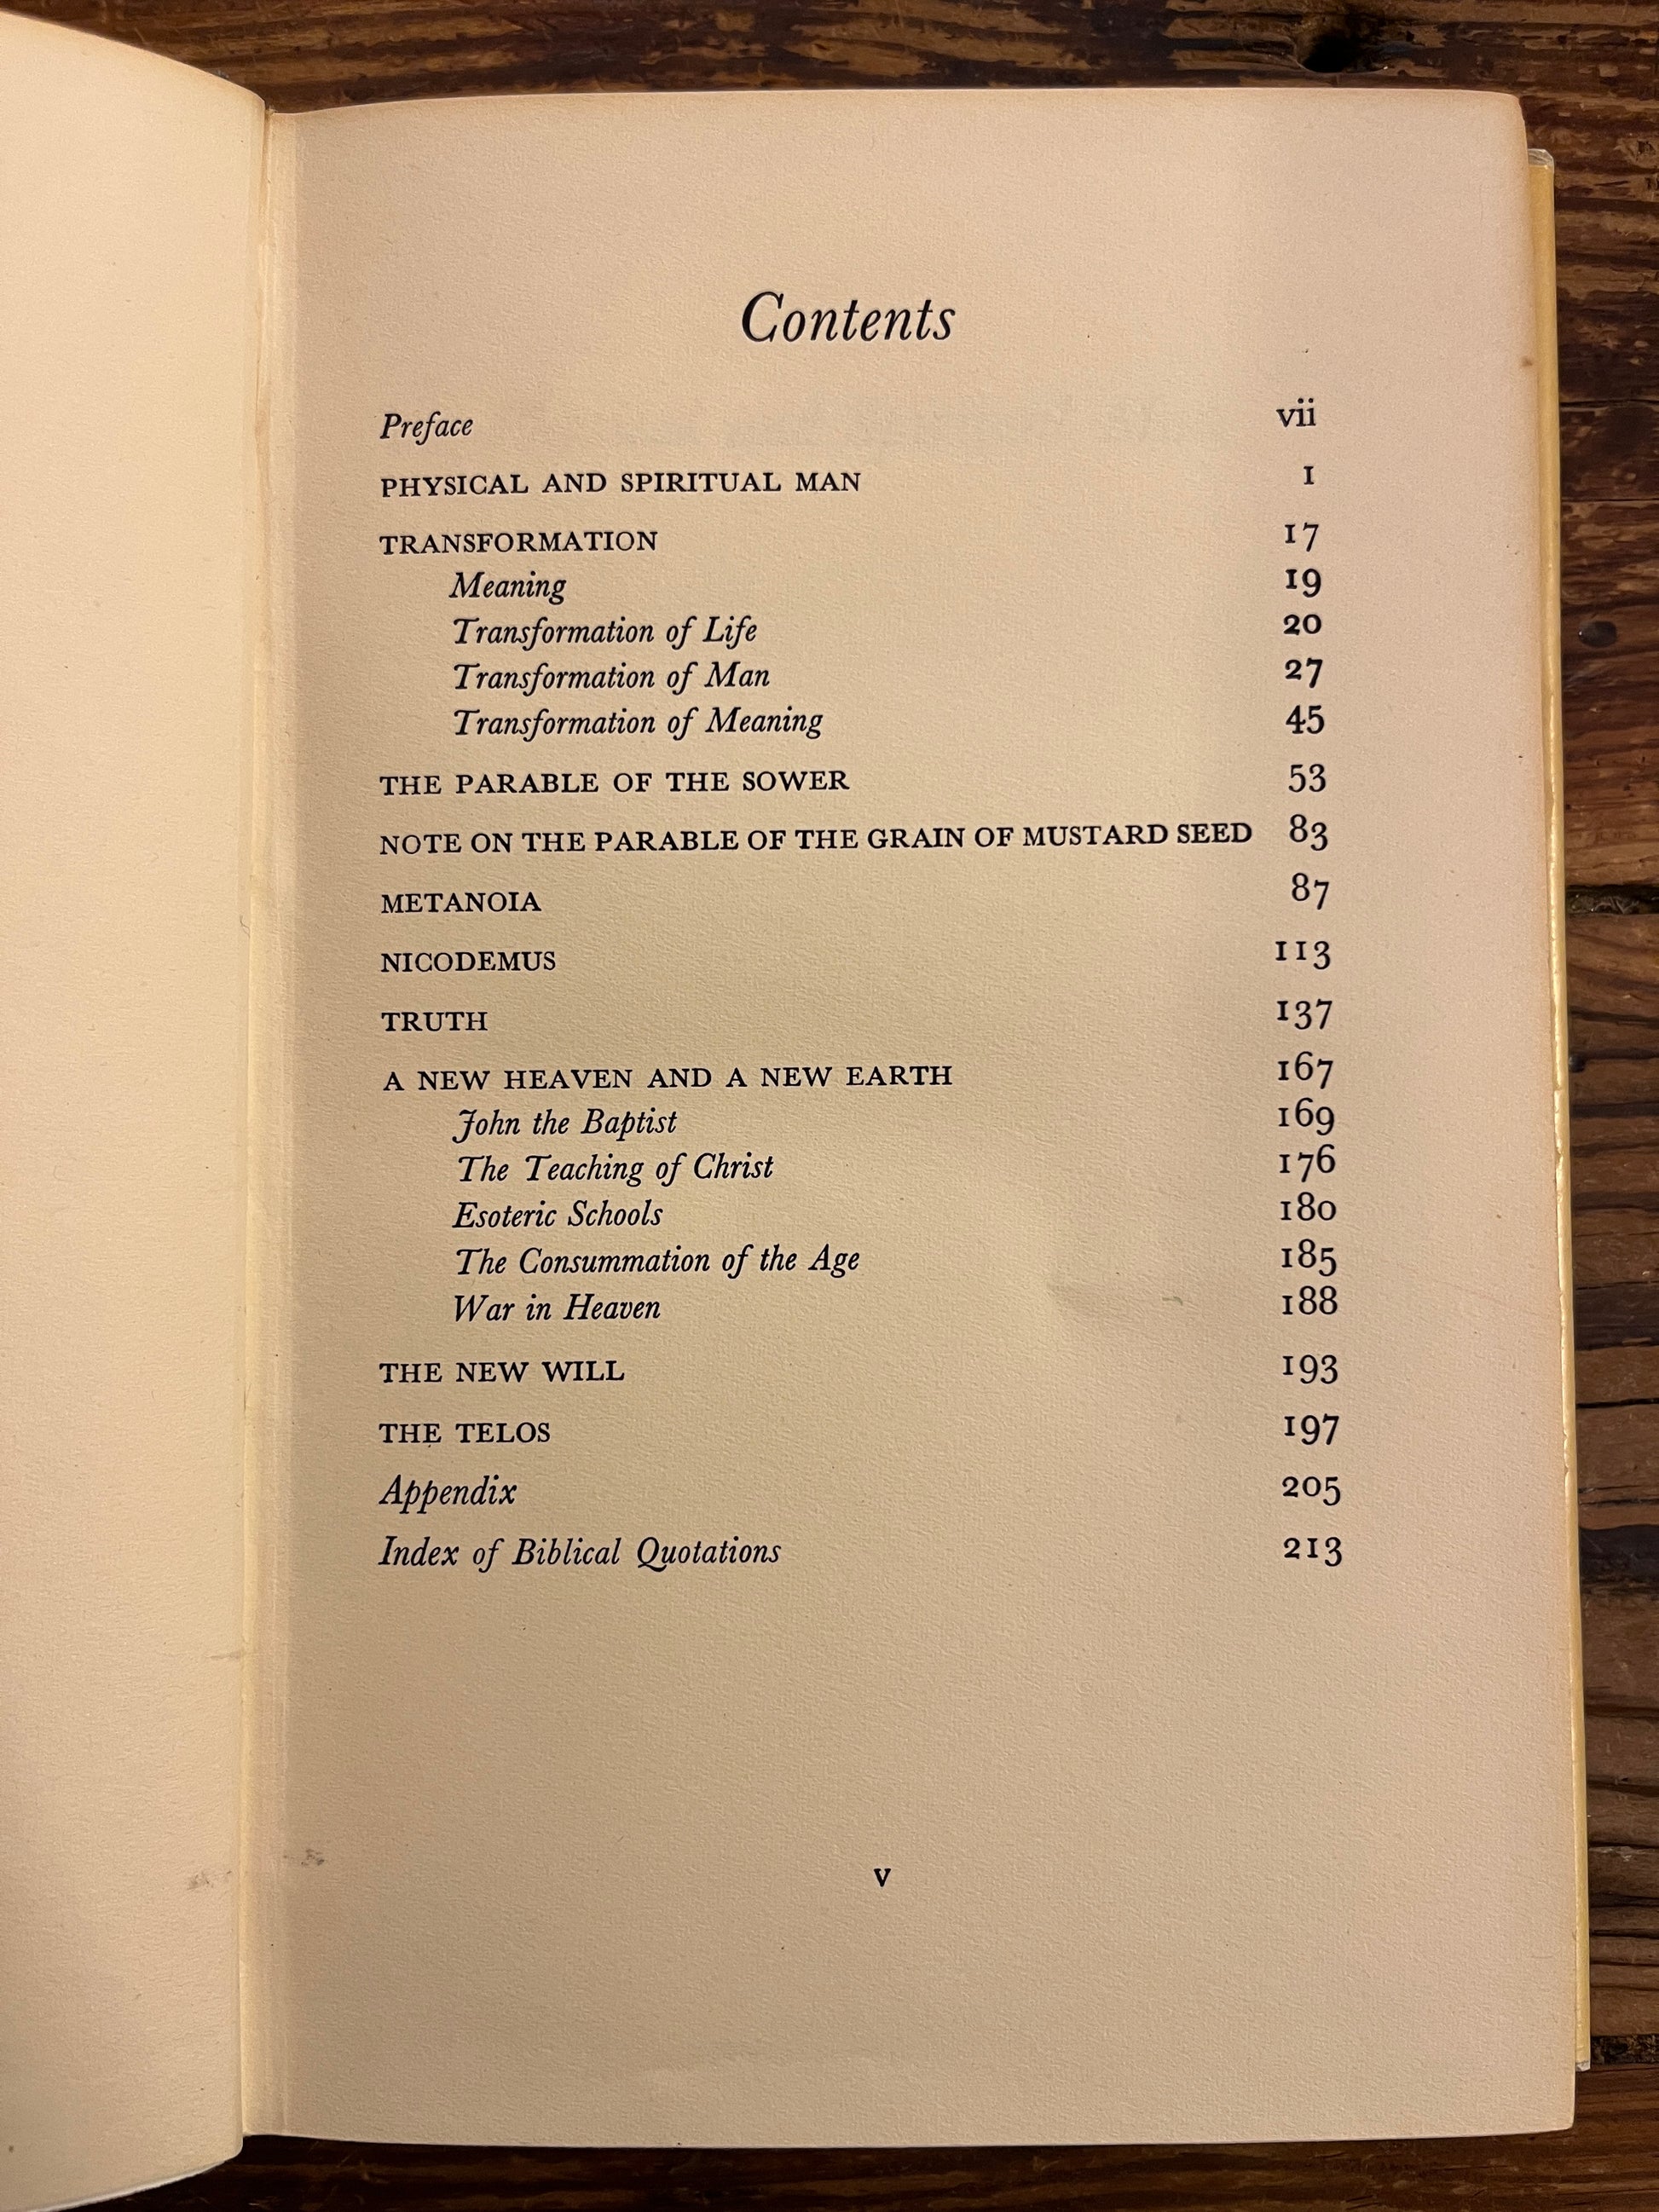 Contents
Preface vii
PHYSICAL AND SPIRITUAL MAN 1
TRANSFORMATION 17
Meaning 19
Transformation of Life 20
Transformation of Man 27
Transformation of Meaning 45
THE PARABLE OF THE SOWER 53
NOTE ON THE PARABLE OF THE GRAIN OF MUSTARD SEED 83
METANOIA 87
NICODEMUS 113
TRUTH 137
A NEW HEAVEN AND A NEW EARTH 167
John the Baptist 169
The Teaching of Christ 176
Esoteric Schools 180
The Consummation of the Age 185
War in Heaven 188
THE NEW WILL 193
THE TELOS 197
Appendix 205
Index of Biblical Quotations 213
v